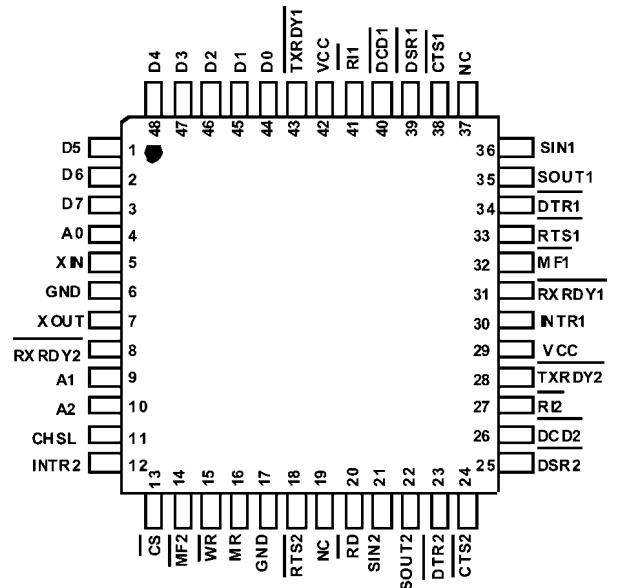 D4 D3 D2 D1 D0 TXRDY1 VCC RI1 DCD1 DSR1 CTS1 NC
48 47 46 45 44 43 42 41 40 39 38 37
D5 1 36 SIN1
D6 2 35 SOUT1
D7 3 34 DTR1
A0 4 33 RTS1
XIN 5 32 MF1
GND 6 31 RXRDY1
XOUT 7 30 INTR1
RXRDY2 8 29 VCC
A1 9 28 TXRDY2
A2 10 27 RI2
CHSL 11 26 DCD2
INTR2 12 25 DSR2
13 14 15 16 17 18 19 20 21 22 23 24
CS MF2 WR MR GND RTS2 NC RD SIN2 SOUT2 DTR2 CTS2